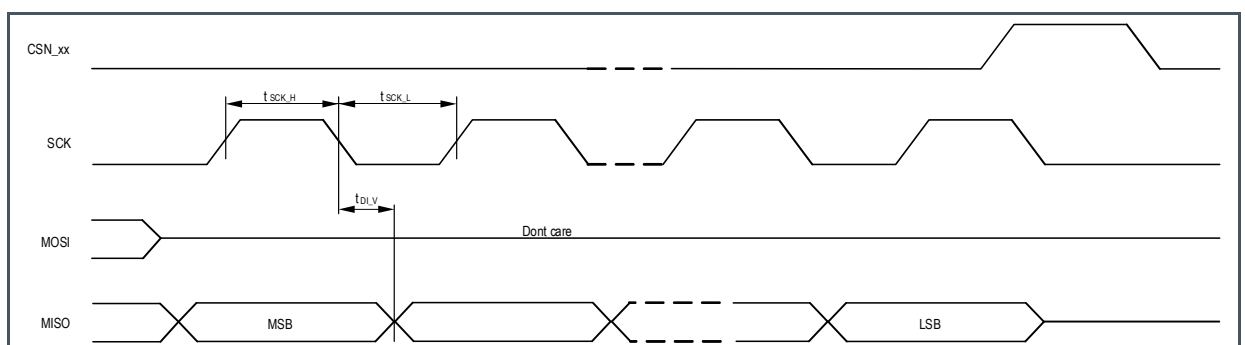 CSN_xx
t SCK_H
t SCK_L
SCK
t DI_V
MOSI
Dont care
MISO
MSB
LSB